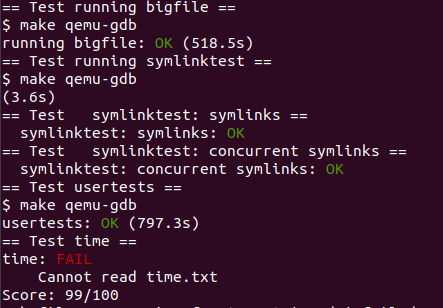 == Test running bigfile ==
$ make qemu-gdb
running bigfile: OK (518.5s)
== Test running symlinktest ==
$ make qemu-gdb
(3.6s)
== Test   symlinktest: symlinks ==
  symlinktest: symlinks: OK
== Test   symlinktest: concurrent symlinks ==
  symlinktest: concurrent symlinks: OK
== Test usertests ==
$ make qemu-gdb
usertests: OK (797.3s)
== Test time ==
time: FAIL
    Cannot read time.txt
Score: 99/100